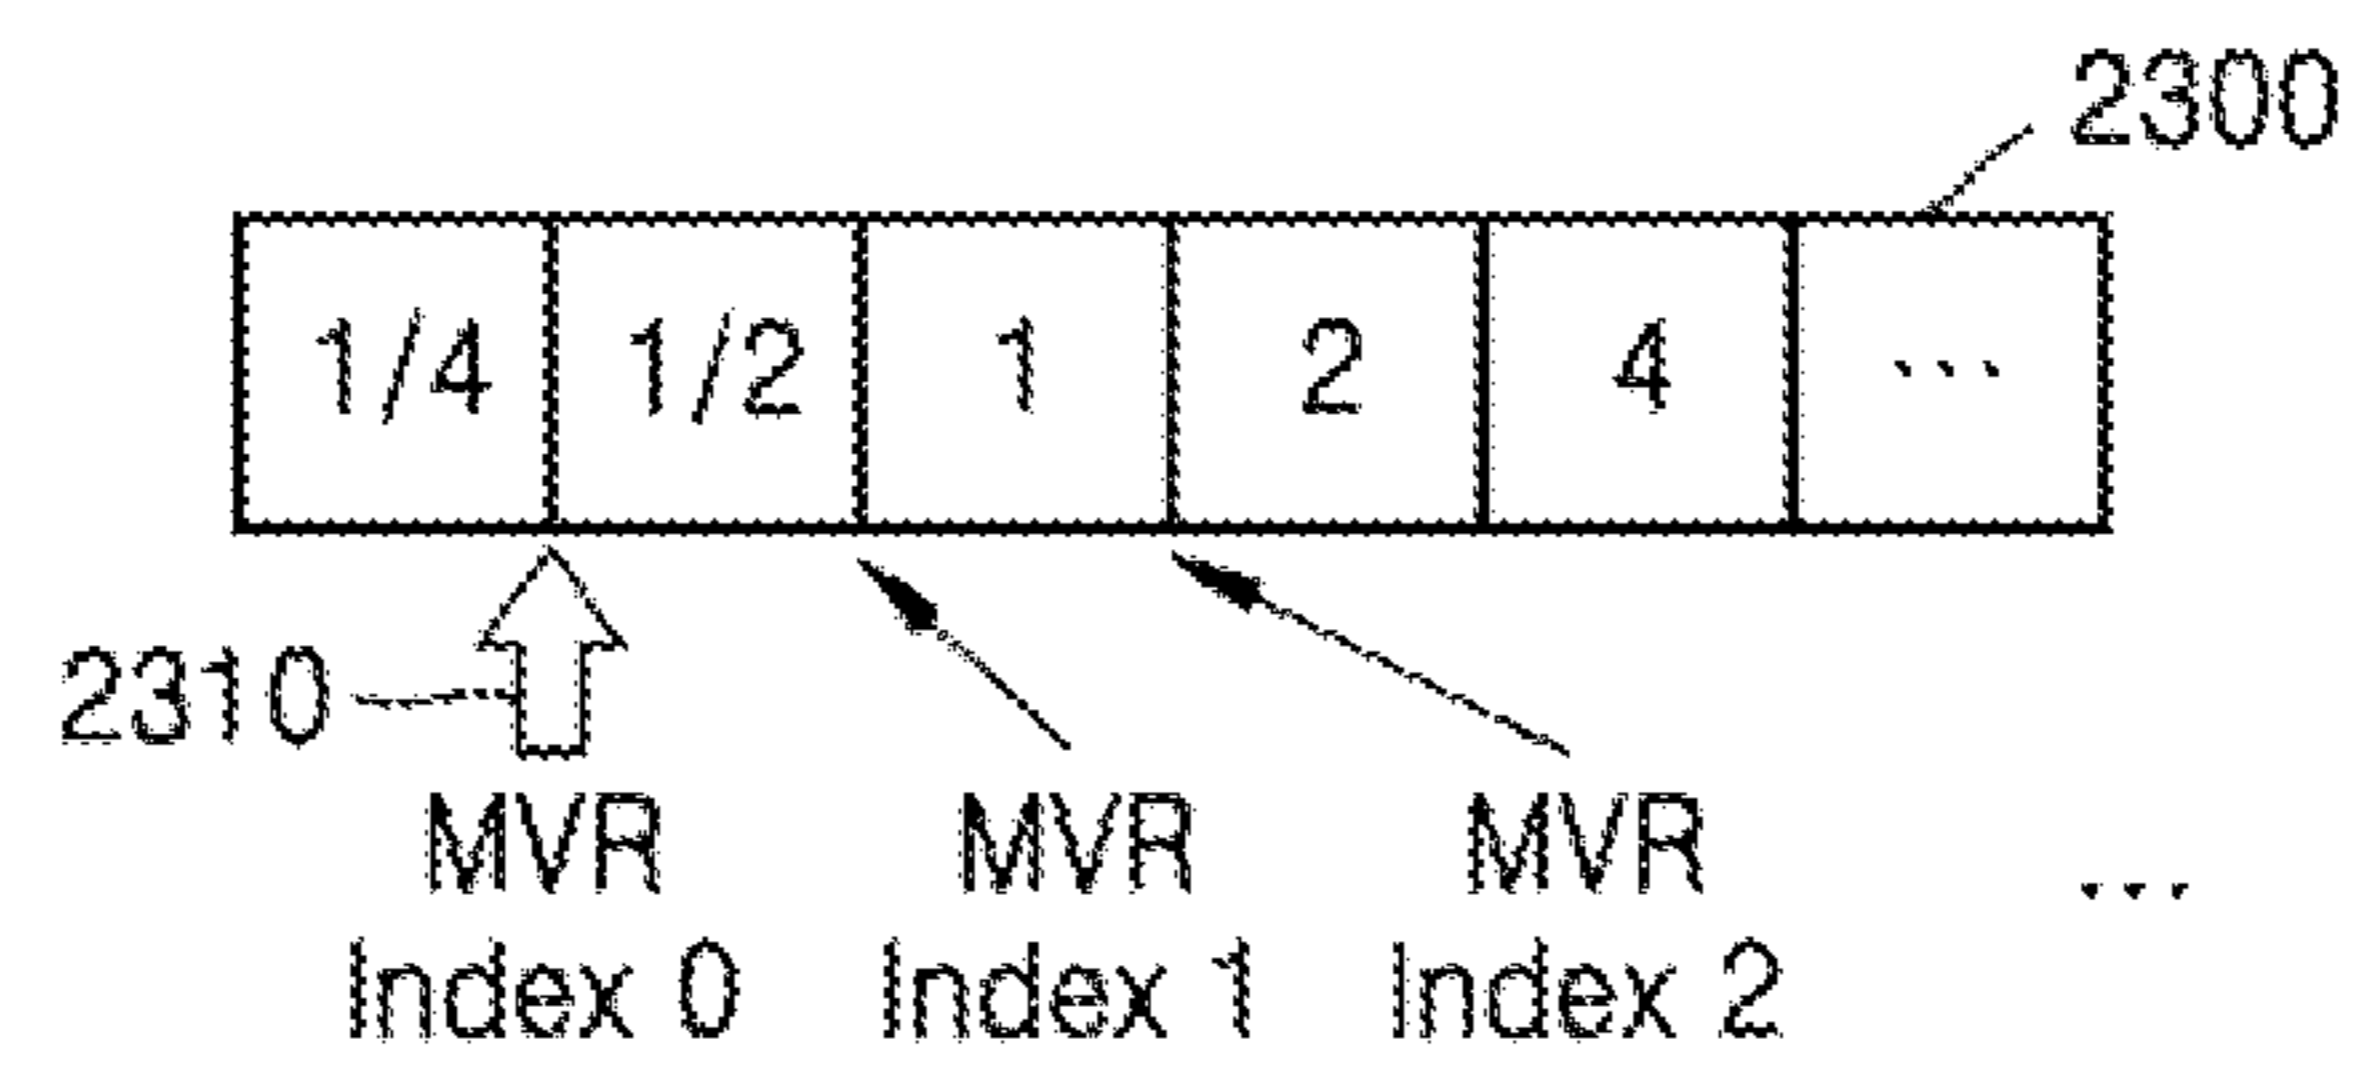 2300
1/4 1/2 1 2 4 ...
2310
MVR MVR MVR ...
Index 0 Index 1 Index 2